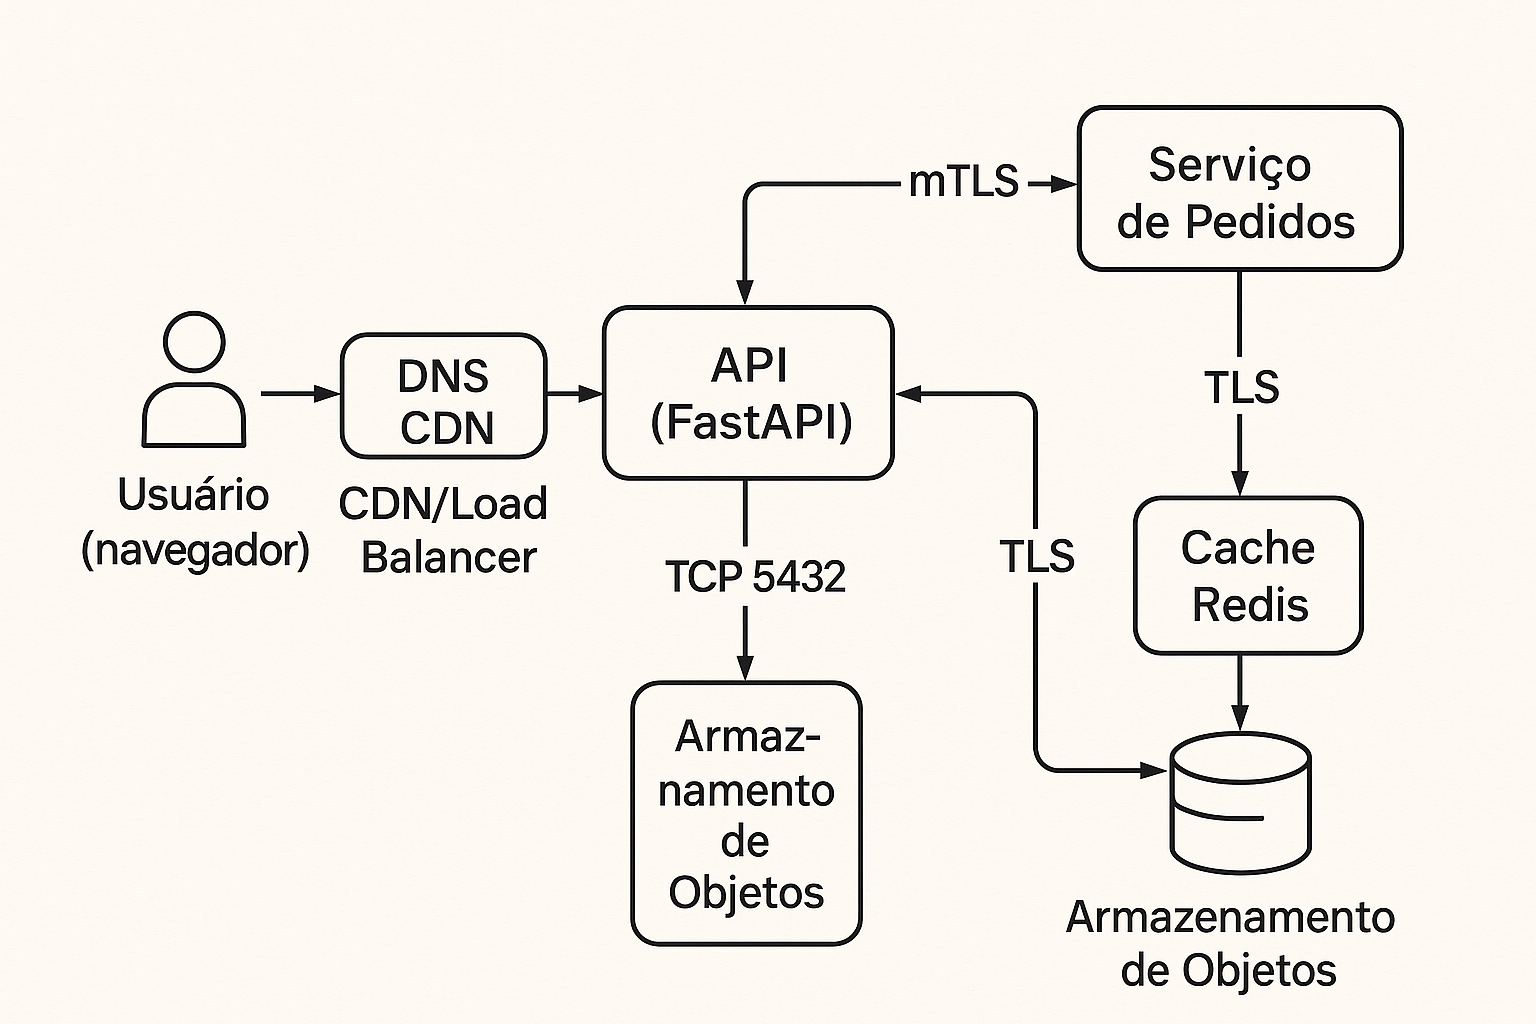 mTLS
Serviço
de Pedidos
DNS
CDN
API
(FastAPI)
TLS
Usuário
(navegador)
CDN/Load
Balancer
TCP 5432
TLS
Cache
Redis
Armaz-
namento
de
Objetos
Armazenamento
de Objetos